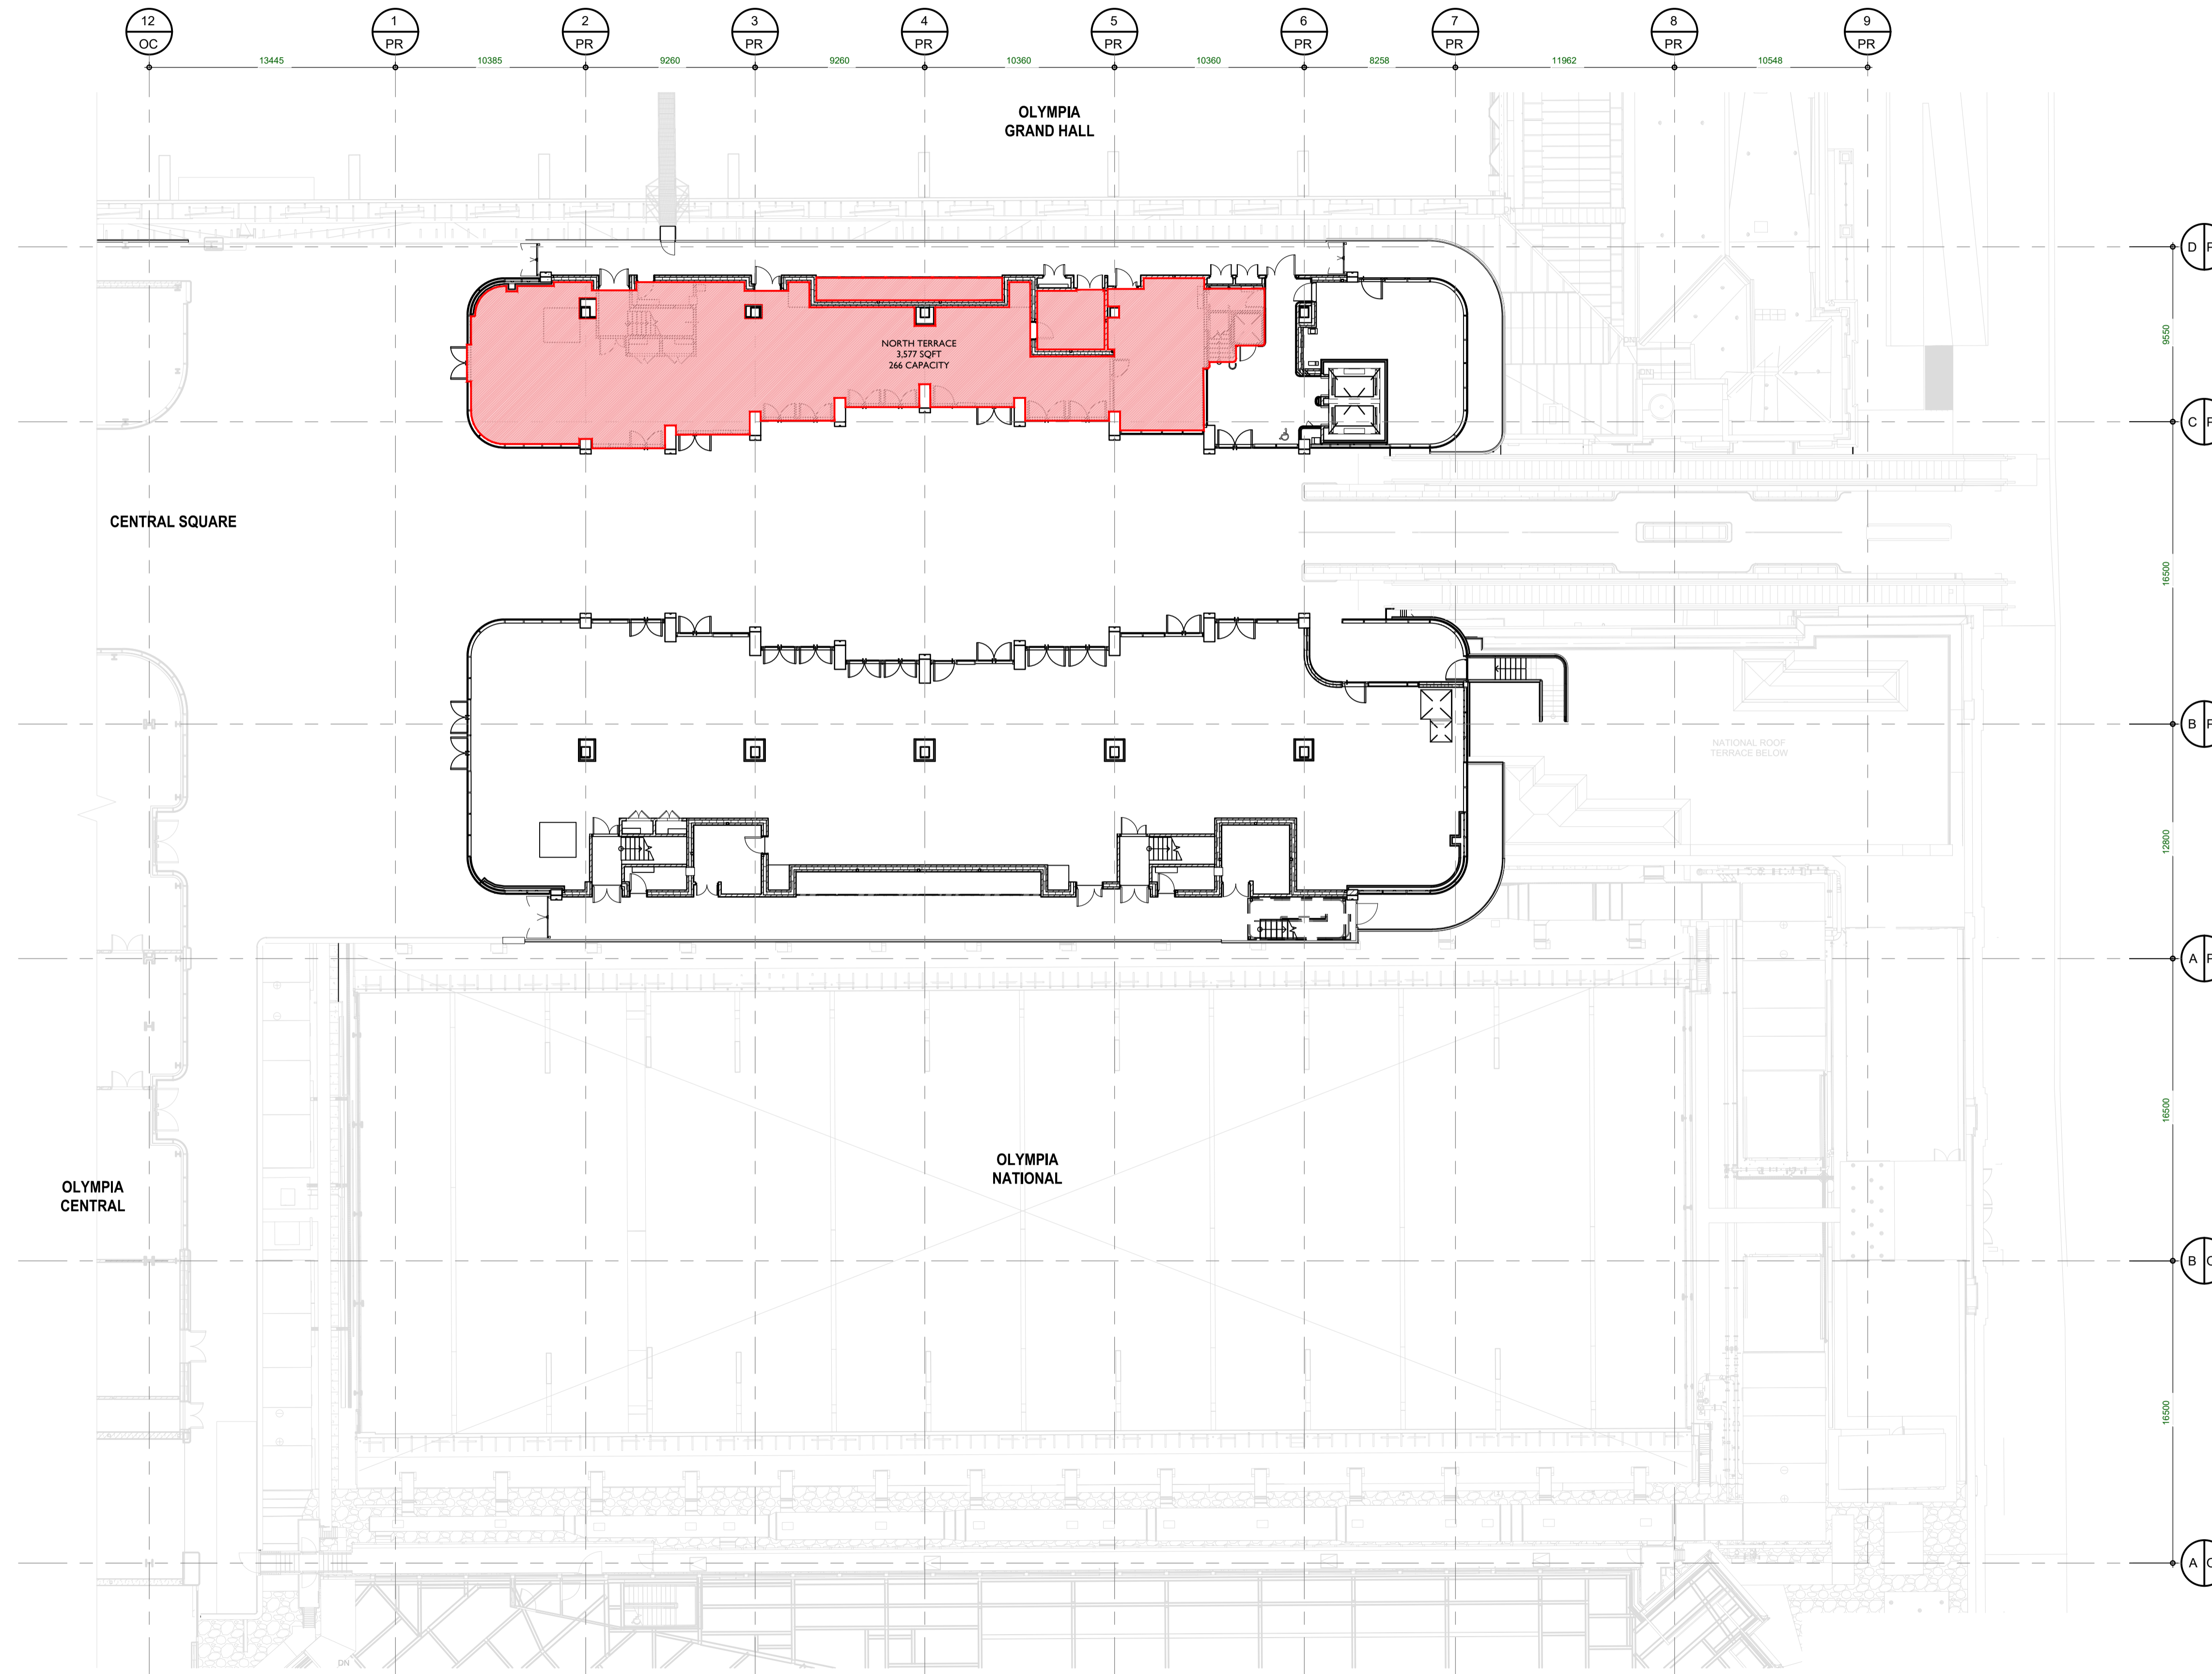 12
OC
1
PR
2
PR
3
PR
4
PR
5
PR
6
PR
7
PR
8
PR
9
PR
13445
10385
9260
9260
10360
10360
8258
11962
10548
OLYMPIA
GRAND HALL
D
9550
NORTH TERRACE
3,577 SQFT
266 CAPACITY
DN
C
CENTRAL SQUARE
16500
B
NATIONAL ROOF
TERRACE BELOW
12800
A
16500
OLYMPIA
NATIONAL
OLYMPIA
CENTRAL
B
16500
A
DN